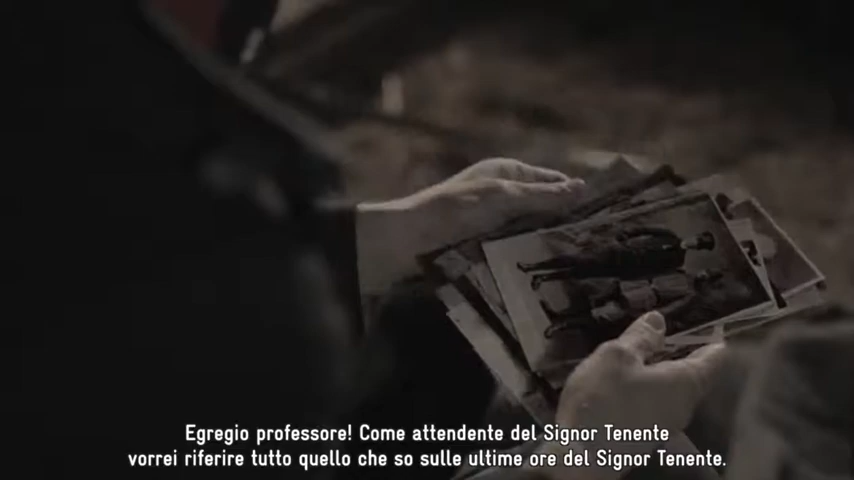 Egregio professore! Come attendente del Signor Tenente
vorrei riferire tutto quello che so sulle ultime ore del Signor Tenente.